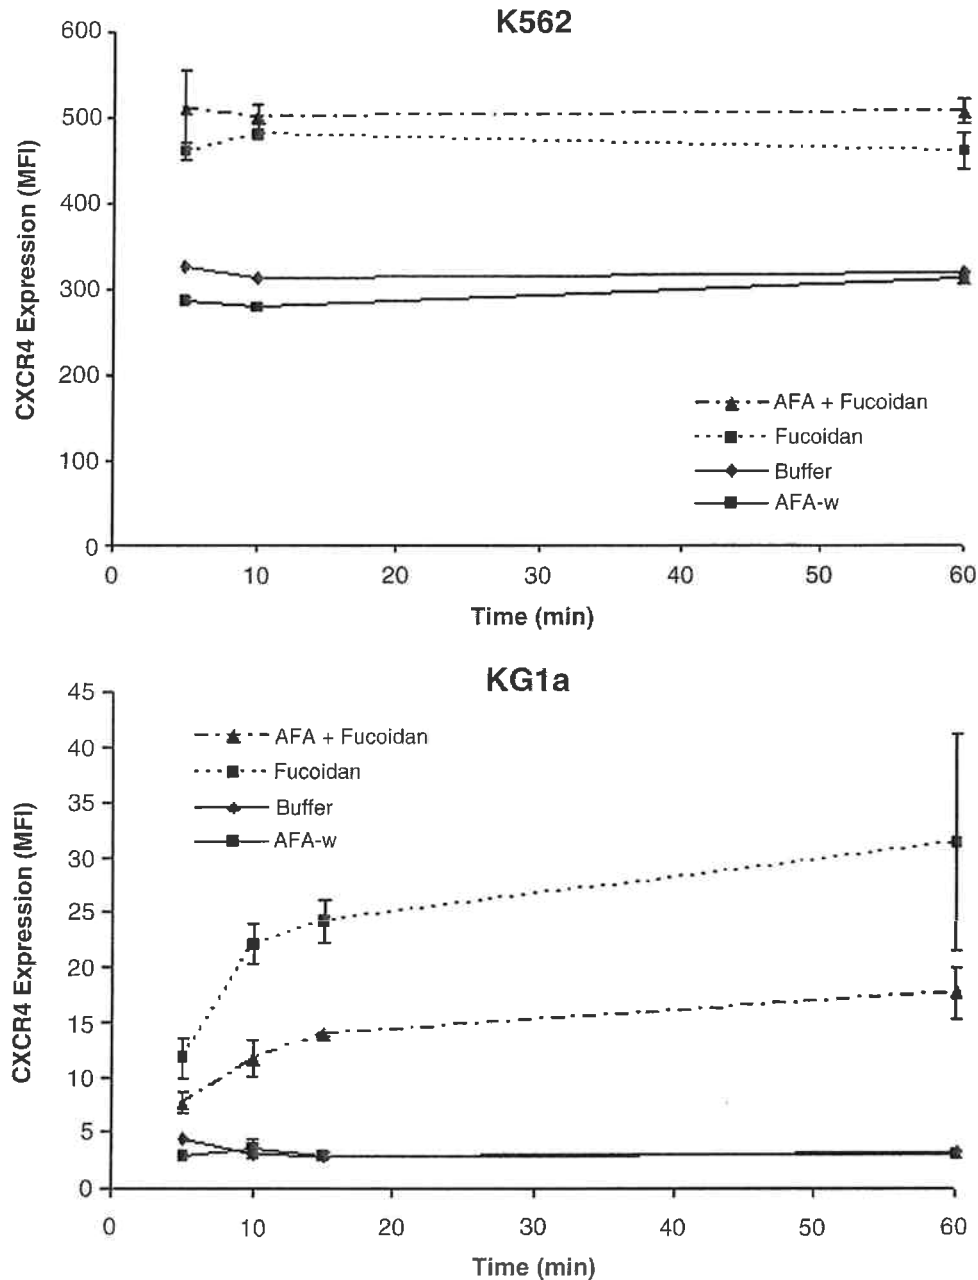 K562
600
500
400
300
200
100
0
CXCR4 Expression (MFI)
AFA + Fucoidan
Fucoidan
Buffer
AFA-w
0 10 20 30 40 50 60
Time (min)
KG1a
45
40
35
30
25
20
15
10
5
0
CXCR4 Expression (MFI)
AFA + Fucoidan
Fucoidan
Buffer
AFA-w
0 10 20 30 40 50 60
Time (min)